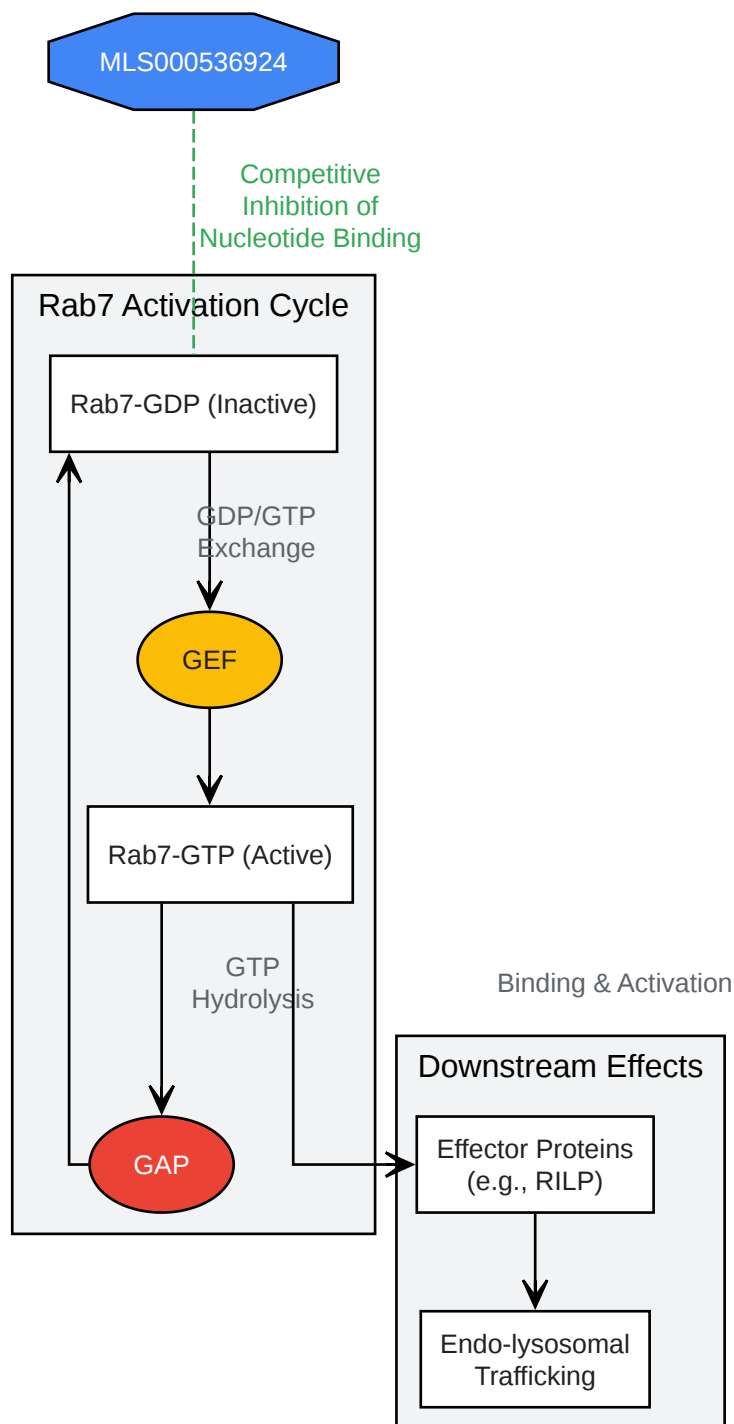 MLS000536924
Competitive
Inhibition of
Nucleotide Binding
Rab7 Activation Cycle
Rab7-GDP (Inactive)
GDP/GTP
Exchange
GEF
Rab7-GTP (Active)
GTP
Hydrolysis
Binding & Activation
Downstream Effects
Effector Proteins
(e.g., RILP)
GAP
Endo-lysosomal
Trafficking